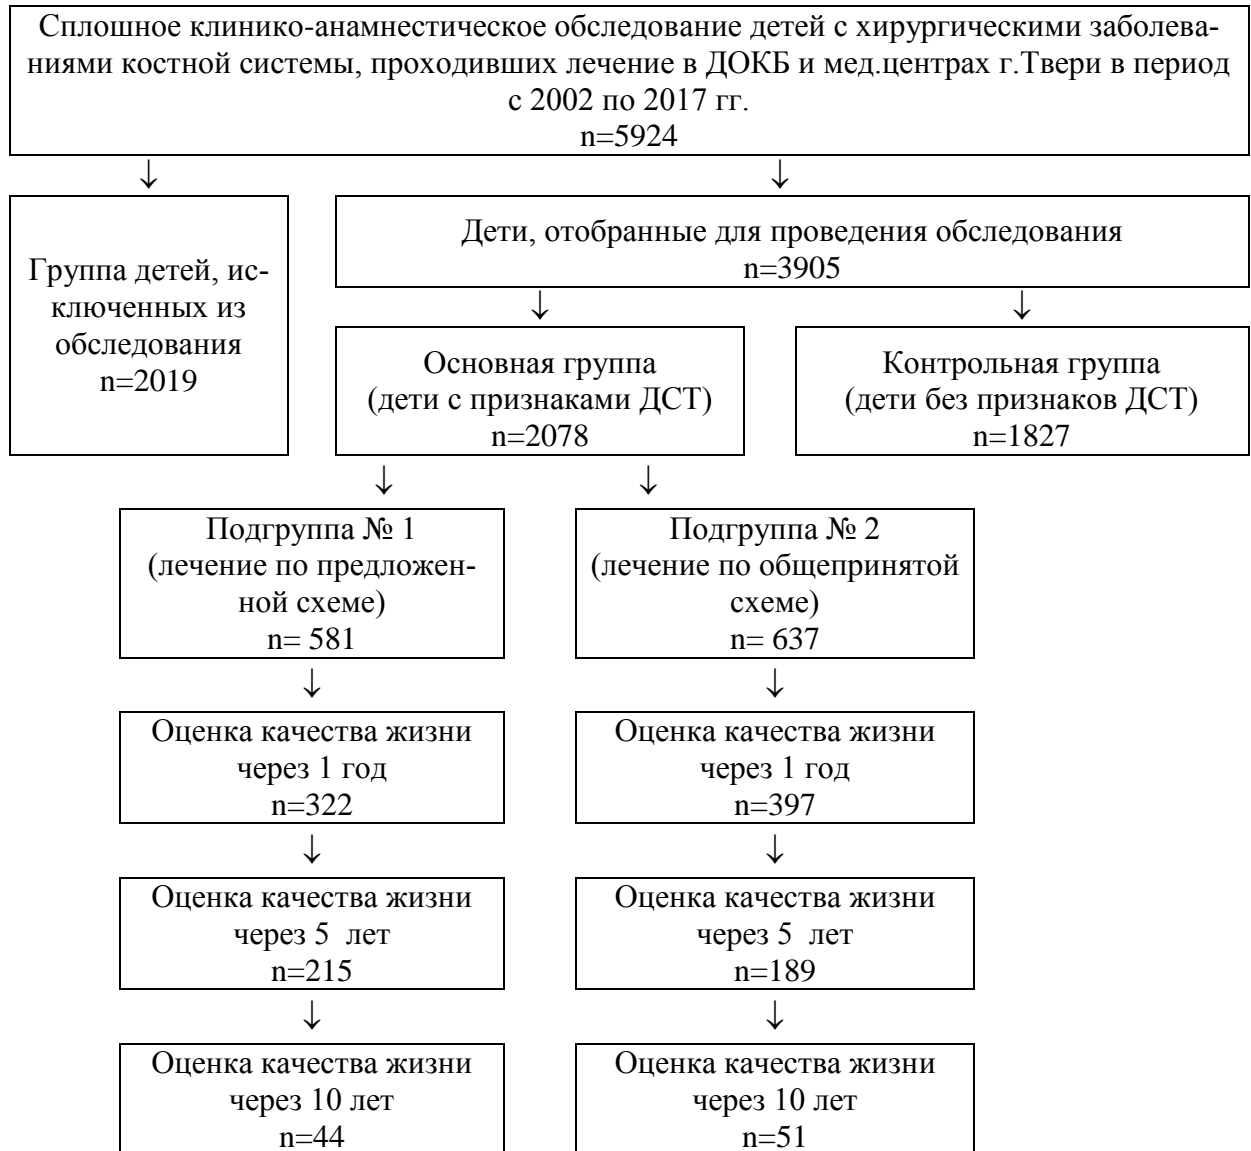 Сплошное клинико-анамнестическое обследование детей с хирургическими заболева-
ниями костной системы, проходивших лечение в ДОКБ и мед.центрах г.Твери в период
с 2002 по 2017 гг.
n=5924
↓ ↓
Группа детей, ис-
ключенных из
обследования
n=2019
Дети, отобранные для проведения обследования
n=3905
↓ ↓
Основная группа
(дети с признаками ДСТ)
n=2078
Контрольная группа
(дети без признаков ДСТ)
n=1827
↓ ↓
Подгруппа № 1
(лечение по предложен-
ной схеме)
n= 581
Подгруппа № 2
(лечение по общепринятой
схеме)
n= 637
↓ ↓
Оценка качества жизни
через 1 год
n=322
Оценка качества жизни
через 1 год
n=397
↓ ↓
Оценка качества жизни
через 5  лет
n=215
Оценка качества жизни
через 5  лет
n=189
↓ ↓
Оценка качества жизни
через 10 лет
n=44
Оценка качества жизни
через 10 лет
n=51